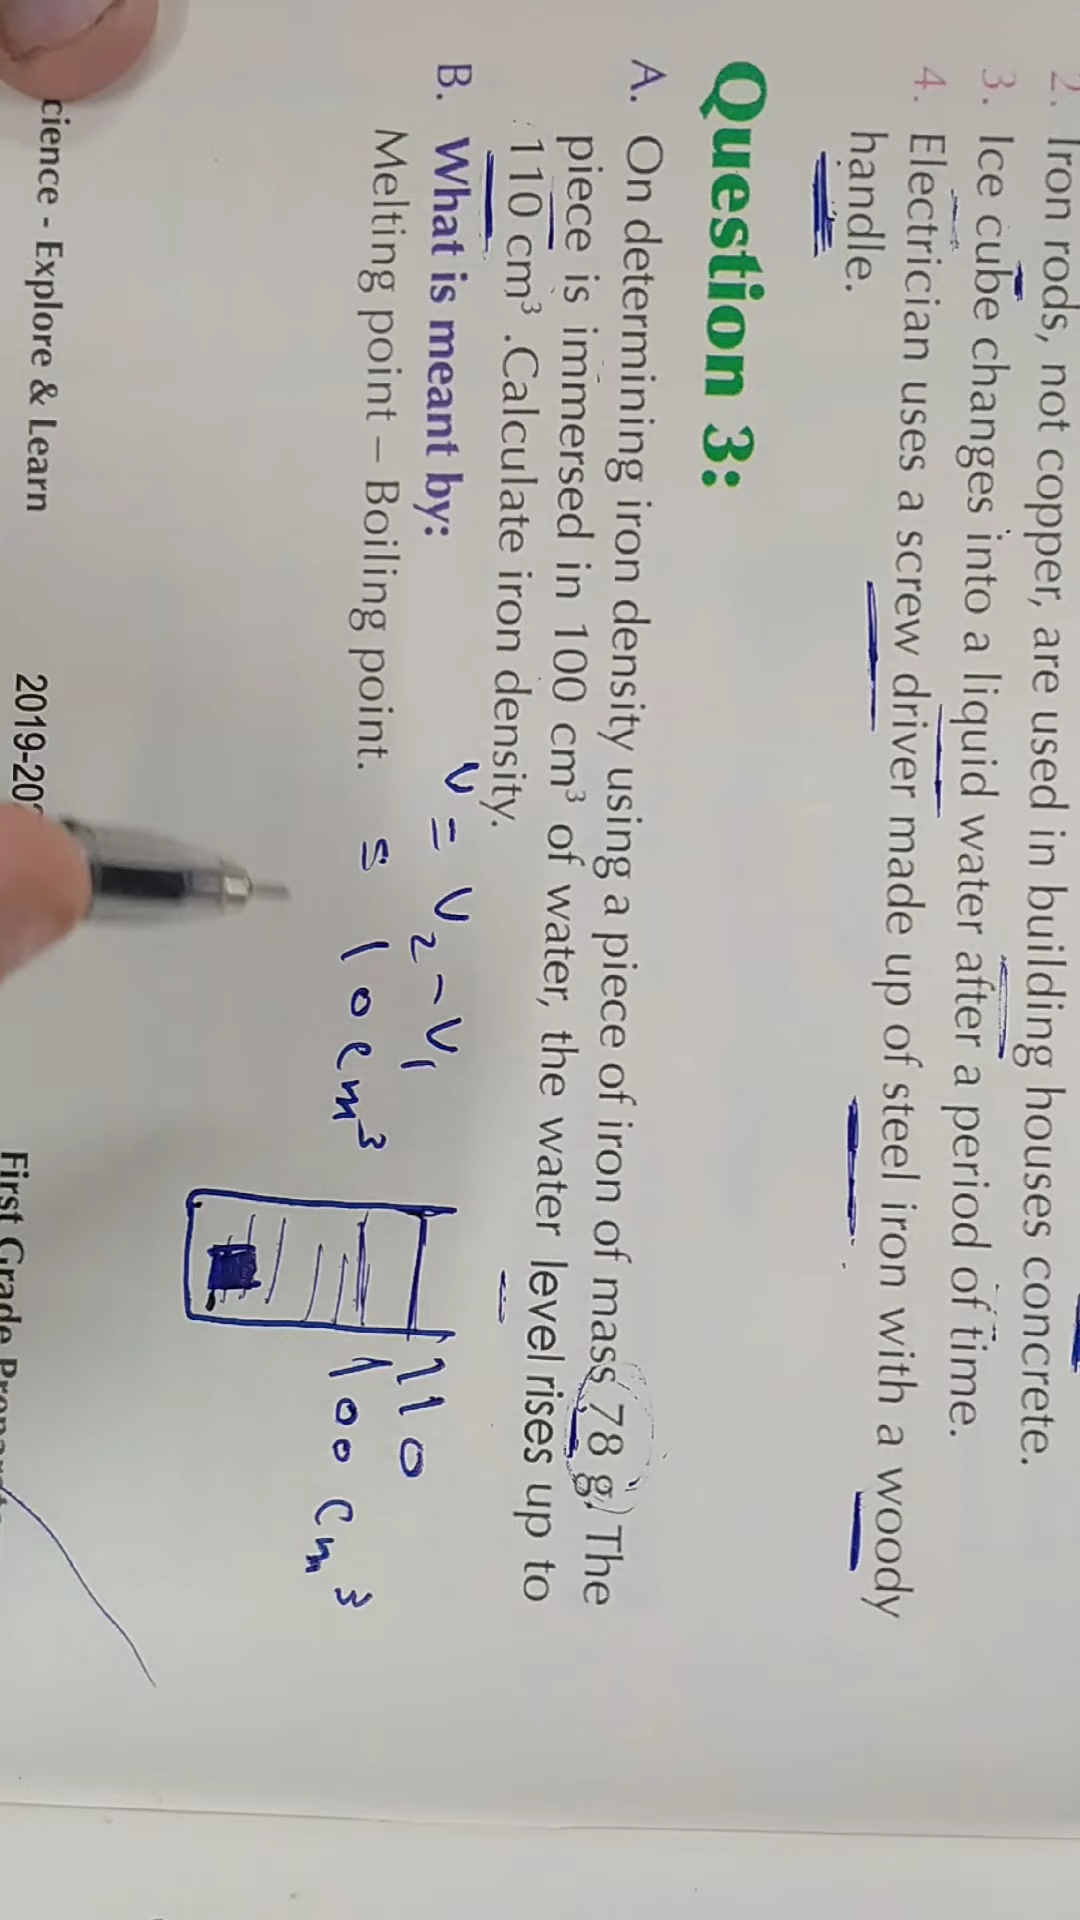 2. Iron rods, not copper, are used in building houses concrete.
3. Ice cube changes into a liquid water after a period of time.
4. Electrician uses a screw driver made up of steel iron with a woody
handle.
Question 3:
A. On determining iron density using a piece of iron of mass 78 g. The
piece is immersed in 100 cm³ of water, the water level rises up to
110 cm³ .Calculate iron density.
B. What is meant by:
Melting point – Boiling point.
V = V₂ - V₁
= 10 cm³
110
100 cm³
cience - Explore & Learn
2019-20
First Grade